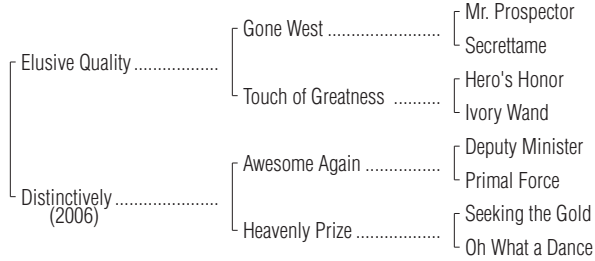 Mr. Prospector
Gone West ......................
Secrettame
Elusive Quality ................
Hero's Honor
Touch of Greatness ..........
Ivory Wand
Deputy Minister
Awesome Again ...............
Primal Force
Distinctively .....................
(2006)
Seeking the Gold
Heavenly Prize .................
Oh What a Dance